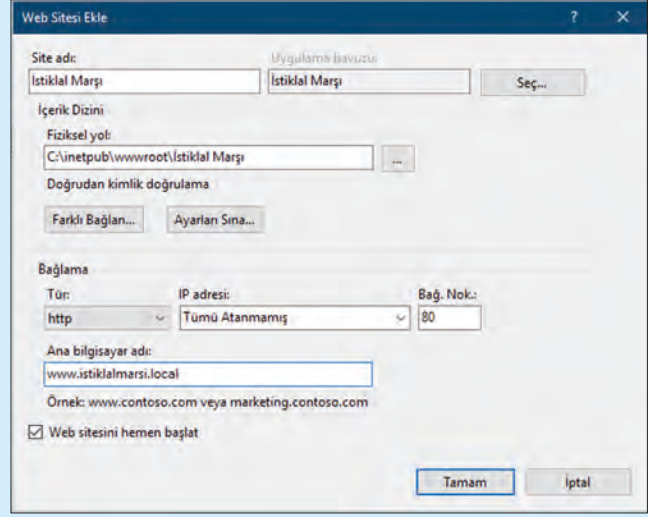 Web Sitesi Ekle ? ×
Site adı: Uygulama havuzu:
İstiklal Marşı İstiklal Marşı Seç...
İçerik Dizini
Fiziksel yol:
C:\inetpub\wwwroot\İstiklal Marşı ...
Doğrudan kimlik doğrulama
Farklı Bağlan... Ayarları Sına...
Bağlama
Tür: IP adresi: Bağ. Nok.:
http Tümü Atanmamış 80
Ana bilgisayar adı:
www.istiklalmarsi.local
Örnek: www.contoso.com veya marketing.contoso.com
Web sitesini hemen başlat
Tamam İptal